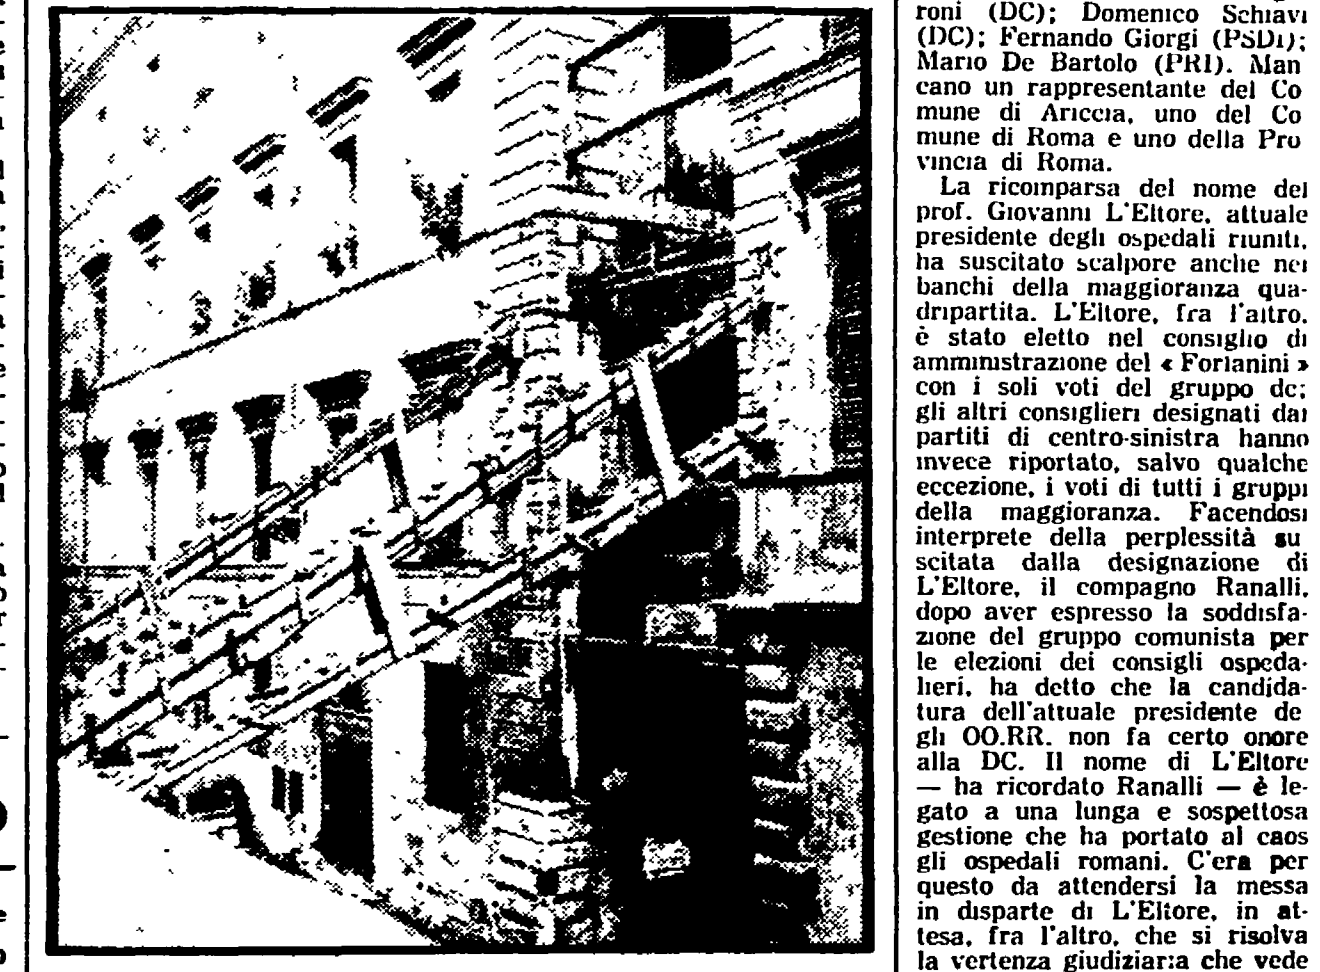 roni (DC); Domenico Schiavi
(DC); Fernando Giorgi (PSDI);
Mario De Bartolo (PRI). Man
cano un rappresentante del Co
mune di Ariccia, uno del Co
mune di Roma e uno della Pro
vincia di Roma.
La ricomparsa del nome del
prof. Giovanni L'Eltore, attuale
presidente degli ospedali riuniti,
ha suscitato scalpore anche nei
banchi della maggioranza qua-
dripartita. L'Eltore, fra l'altro,
è stato eletto nel consiglio di
amministrazione del « Forlanini »
con i soli voti del gruppo dc;
gli altri consiglieri designati dai
partiti di centro-sinistra hanno
invece riportato, salvo qualche
eccezione, i voti di tutti i gruppi
della maggioranza. Facendosi
interprete della perplessità su
scitata dalla designazione di
L'Eltore, il compagno Ranalli,
dopo aver espresso la soddisfa-
zione del gruppo comunista per
le elezioni dei consigli ospeda-
lieri, ha detto che la candida-
tura dell'attuale presidente de
gli OO.RR. non fa certo onore
alla DC. Il nome di L'Eltore
— ha ricordato Ranalli — è le-
gato a una lunga e sospettosa
gestione che ha portato al caos
gli ospedali romani. C'era per
questo da attendersi la messa
in disparte di L'Eltore, in at-
tesa, fra l'altro, che si risolva
la vertenza giudiziaria che vede